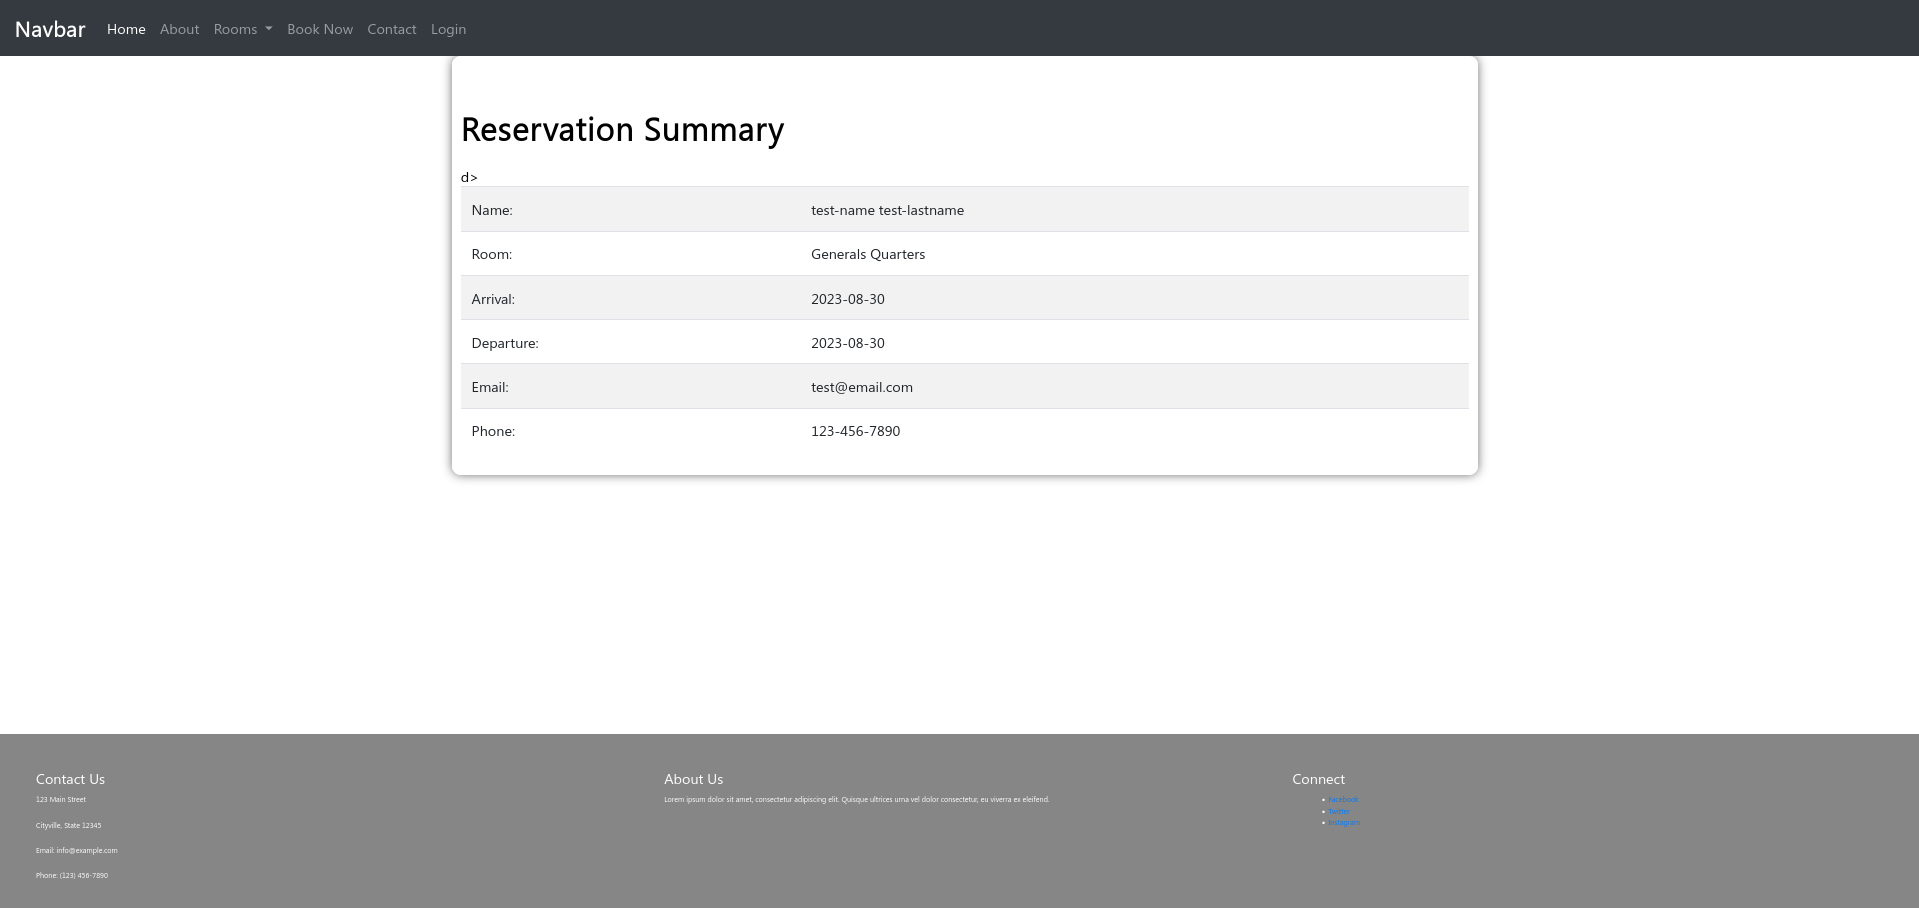 Navbar Home About Rooms Book Now Contact Login
Reservation Summary
d>
Name: test-name test-lastname
Room: Generals Quarters
Arrival: 2023-08-30
Departure: 2023-08-30
Email: test@email.com
Phone: 123-456-7890
Contact Us
123 Main Street
Cityville, State 12345
Email: info@example.com
Phone: (123) 456-7890
About Us
Lorem ipsum dolor sit amet, consectetur adipiscing elit. Quisque ultrices urna vel dolor consectetur, eu viverra ex eleifend.
Connect
Facebook
Twitter
Instagram